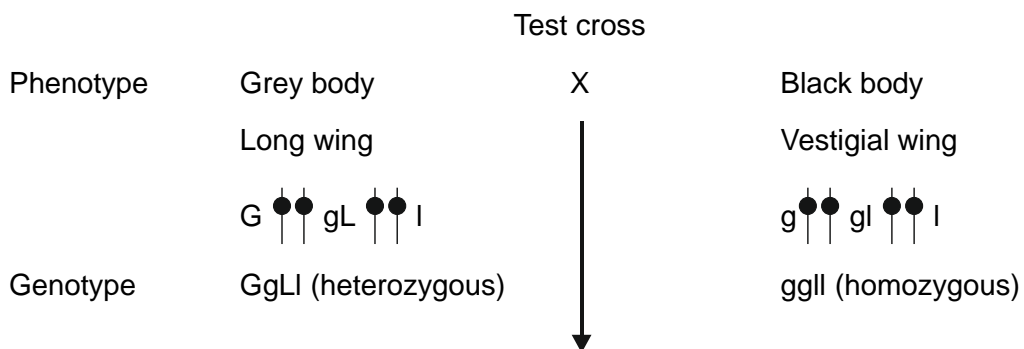 Test cross
Phenotype Grey body X Black body
Long wing Vestigial wing
G gL l g gl l
Genotype GgLl (heterozygous) ggll (homozygous)